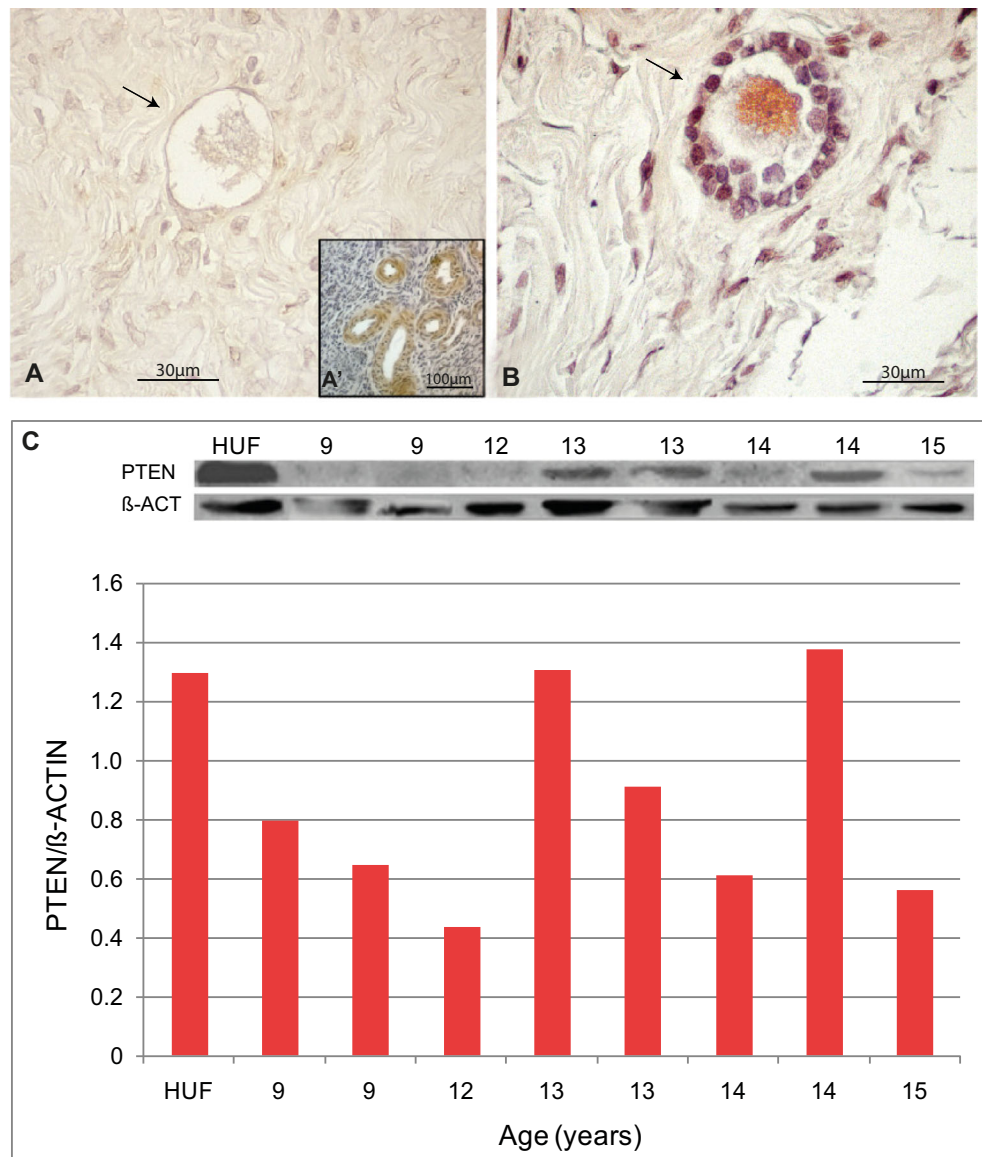 A
30µm
A'
100µm
B
30µm
C
HUF 9 9 12 13 13 14 14 15
PTEN
ß-ACT
1.6
1.4
1.2
1.0
0.8
0.6
0.4
0.2
0
PTEN/ß-ACTIN
HUF 9 9 12 13 13 14 14 15
Age (years)